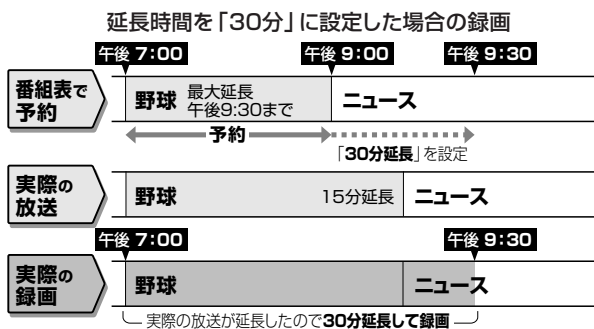 延長時間を「30分」に設定した場合の録画
午後 7:00 午後 9:00 午後 9:30
番組表で
予約
野球 最大延長
午後9:30まで
ニュース
予約
「30分延長」を設定
実際の
放送
野球 15分延長 ニュース
午後 7:00 午後 9:30
実際の
録画
野球 ニュース
実際の放送が延長したので30分延長して録画